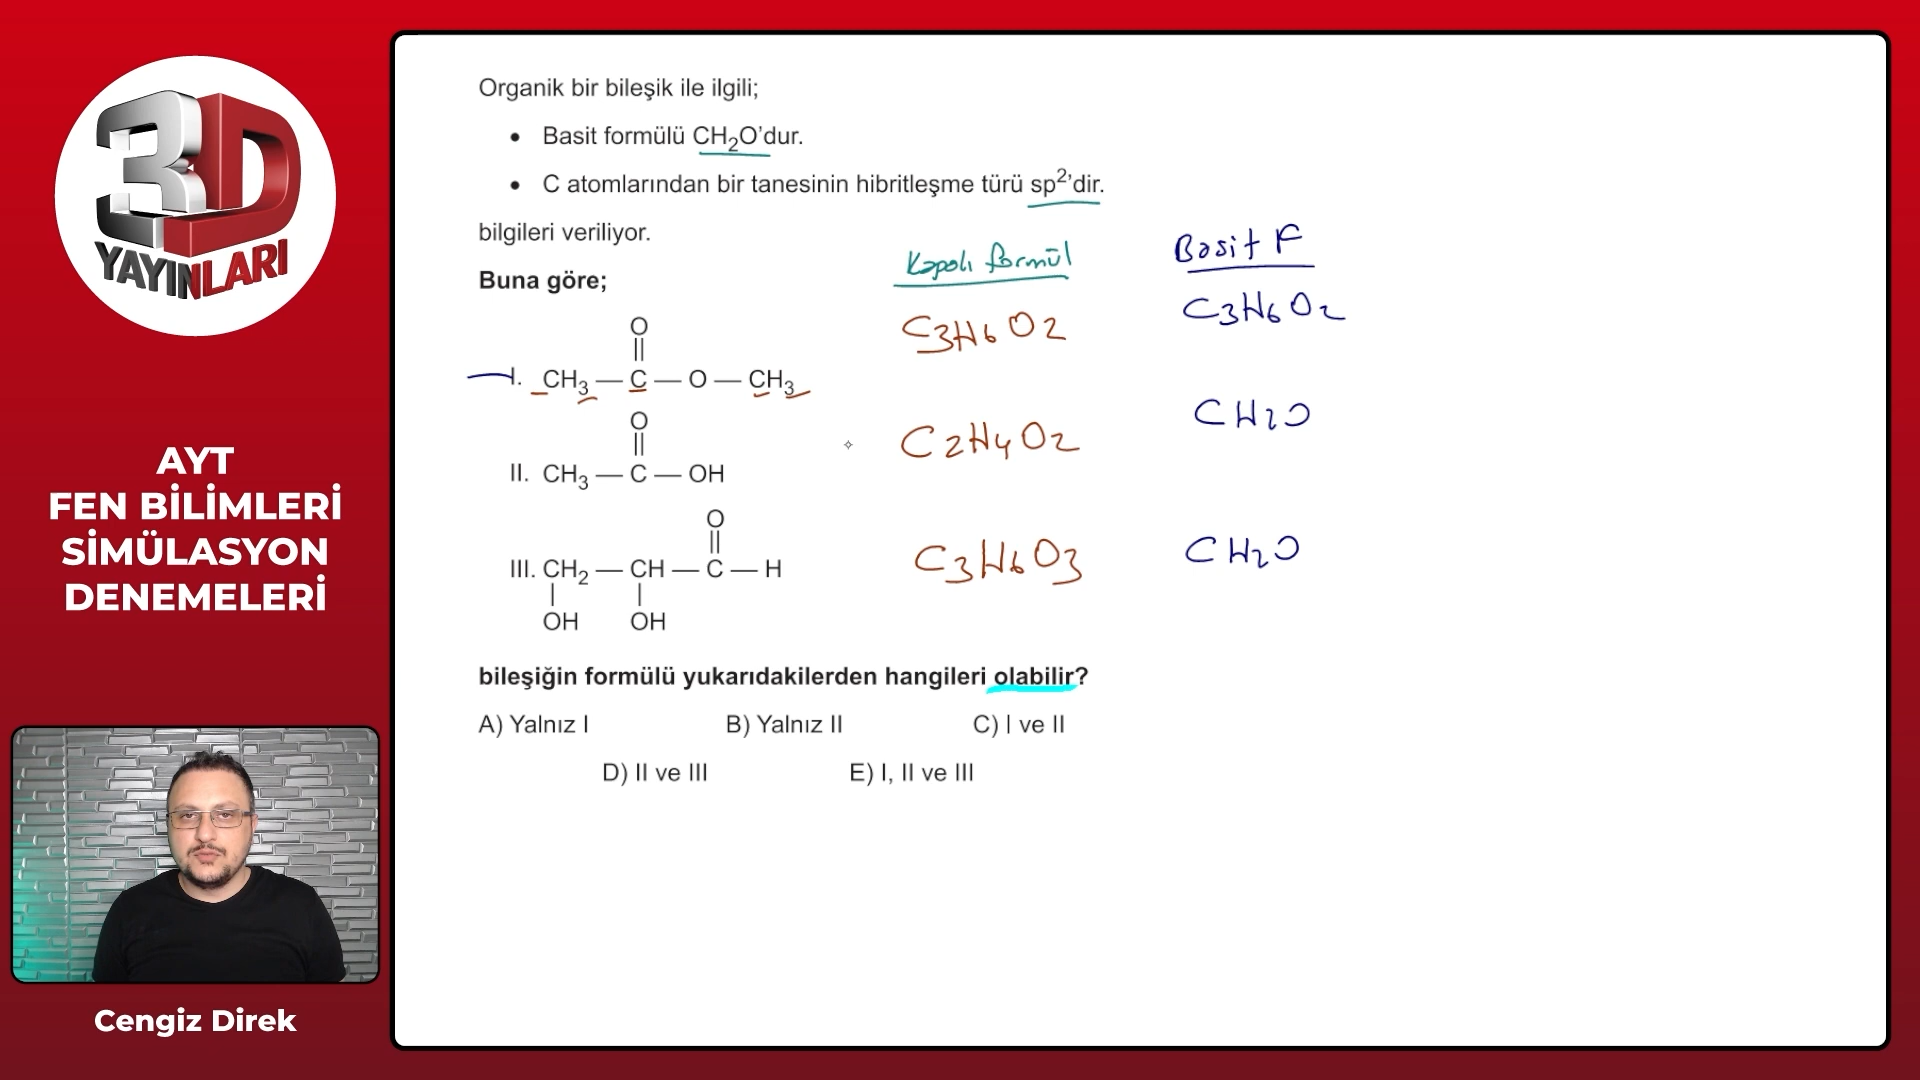 3D
YAYINLARI
AYT
FEN BİLİMLERİ
SİMÜLASYON
DENEMELERİ
Cengiz Direk
Organik bir bileşik ile ilgili;
• Basit formülü CH₂O'dur.
• C atomlarından bir tanesinin hibritleşme türü sp²'dir.
bilgileri veriliyor.
Buna göre;
Kapalı formül
Basit F
O
||
I. CH₃ — C — O — CH₃
C₃H₆O₂
C₃H₆O₂
O
||
II. CH₃ — C — OH
C₂H₄O₂
CH₂O
O
||
III. CH₂ — CH — C — H
| |
OH OH
C₃H₆O₃
CH₂O
bileşiğin formülü yukarıdakilerden hangileri olabilir?
A) Yalnız I B) Yalnız II C) I ve II
D) II ve III E) I, II ve III